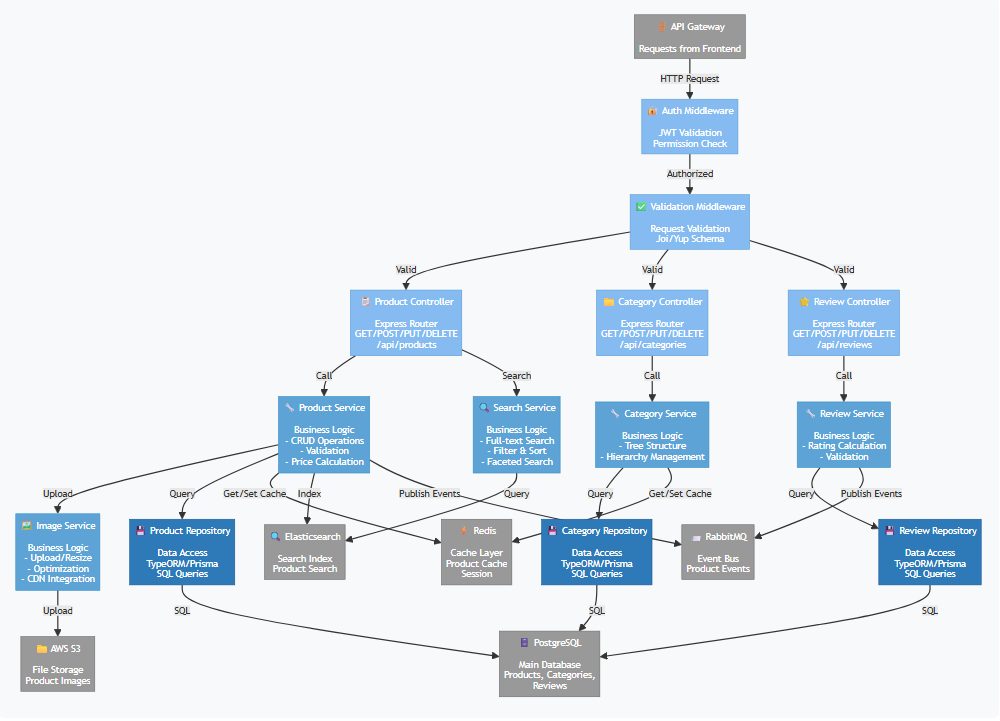 API Gateway
Requests from Frontend
HTTP Request
Auth Middleware
JWT Validation
Permission Check
Authorized
Validation Middleware
Request Validation
Joi/Yup Schema
Valid
Valid
Valid
Product Controller
Express Router
GET/POST/PUT/DELETE
/api/products
Category Controller
Express Router
GET/POST/PUT/DELETE
/api/categories
Review Controller
Express Router
GET/POST/PUT/DELETE
/api/reviews
Call
Search
Call
Call
Product Service
Business Logic
- CRUD Operations
- Validation
- Price Calculation
Search Service
Business Logic
- Full-text Search
- Filter & Sort
- Faceted Search
Category Service
Business Logic
- Tree Structure
- Hierarchy Management
Review Service
Business Logic
- Rating Calculation
- Validation
Upload
Query
Get/Set Cache
Index
Publish Events
Query
Query
Get/Set Cache
Query
Publish Events
Image Service
Business Logic
- Upload/Resize
- Optimization
- CDN Integration
Product Repository
Data Access
TypeORM/Prisma
SQL Queries
Elasticsearch
Search Index
Product Search
Redis
Cache Layer
Product Cache
Session
Category Repository
Data Access
TypeORM/Prisma
SQL Queries
RabbitMQ
Event Bus
Product Events
Review Repository
Data Access
TypeORM/Prisma
SQL Queries
Upload
SQL
SQL
SQL
AWS S3
File Storage
Product Images
PostgreSQL
Main Database
Products, Categories,
Reviews